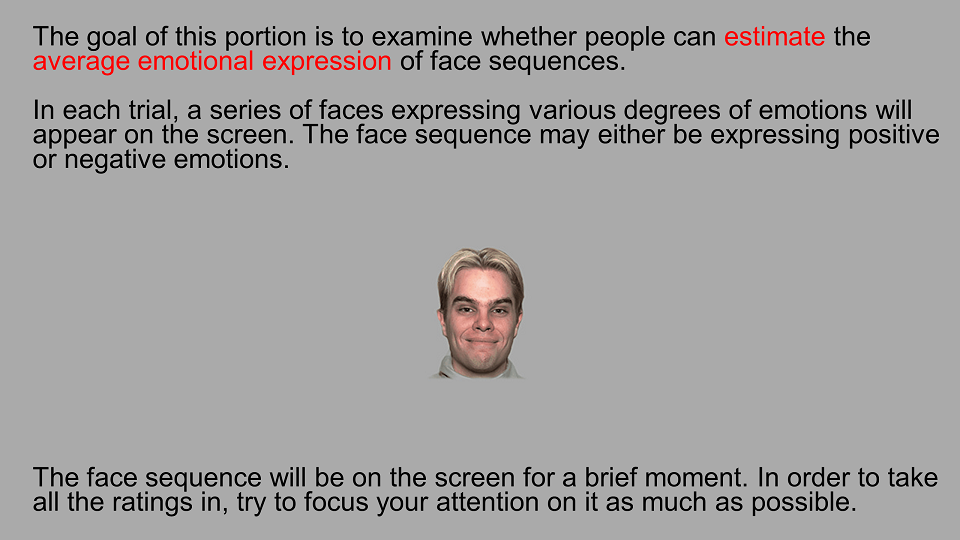 The goal of this portion is to examine whether people can estimate the
average emotional expression of face sequences.
In each trial, a series of faces expressing various degrees of emotions will
appear on the screen. The face sequence may either be expressing positive
or negative emotions.
The face sequence will be on the screen for a brief moment. In order to take
all the ratings in, try to focus your attention on it as much as possible.